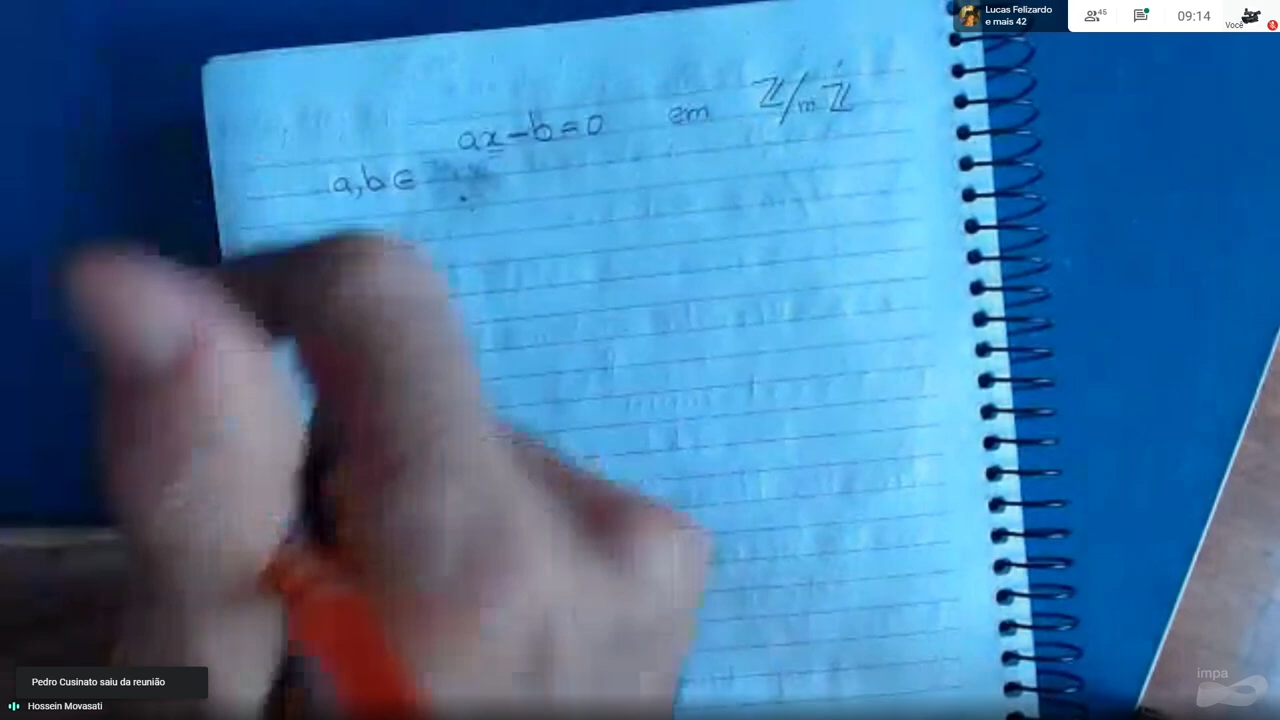 Lucas Felizardo
e mais 42
45
09:14
Você
ax-b=0 em ℤ/mℤ
a,b∈
impa
Pedro Cusinato saiu da reunião
Hossein Movasati